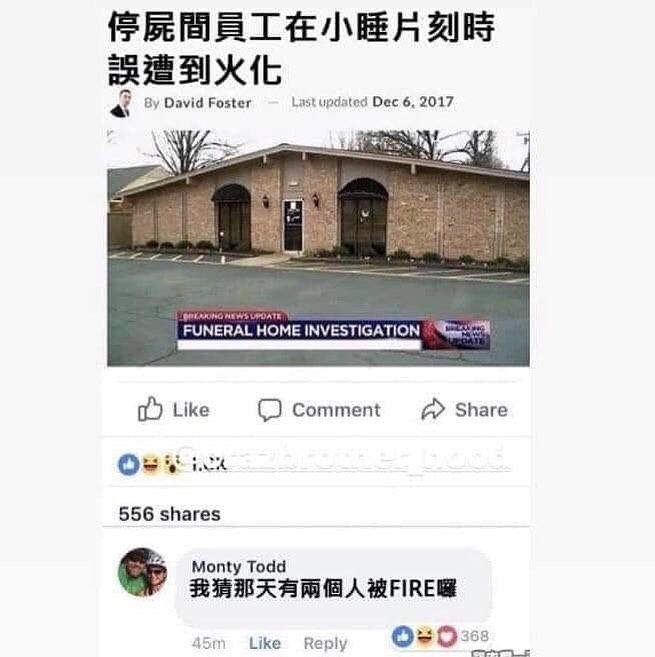 停屍間員工在小睡片刻時
誤遭到火化
By David Foster — Last updated Dec 6, 2017
BREAKING NEWS UPDATE
FUNERAL HOME INVESTIGATION
BREAKING
NEWS
UPDATE
Like Comment Share
556 shares
Monty Todd
我猜那天有兩個人被FIRE囉
45m Like Reply 368